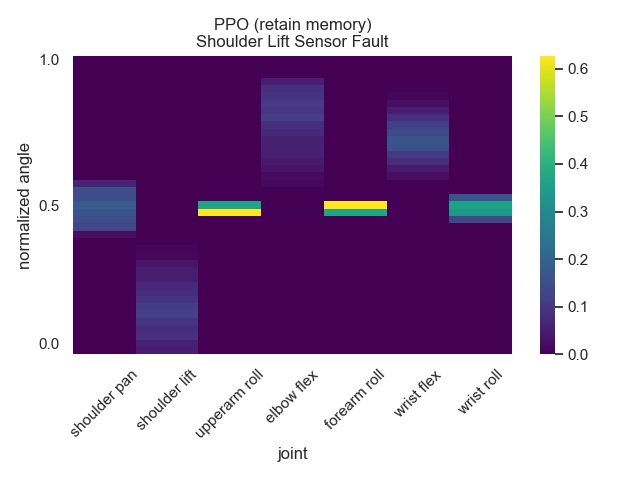 PPO (retain memory)
Shoulder Lift Sensor Fault
1.0
0.5
0.0
normalized angle
shoulder pan
shoulder lift
upperarm roll
elbow flex
forearm roll
wrist flex
wrist roll
joint
0.6
0.5
0.4
0.3
0.2
0.1
0.0